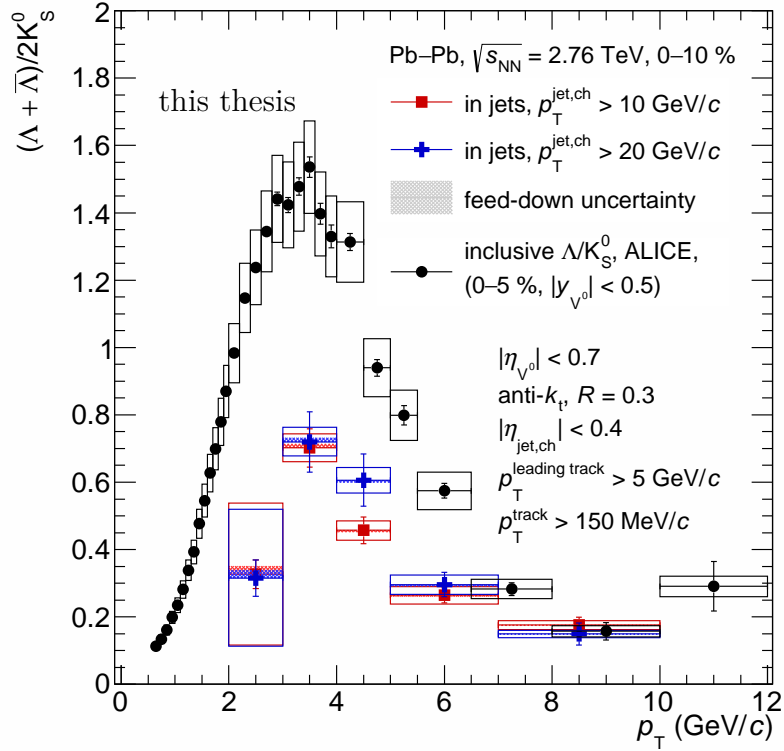 (Λ + Λ̅)/2K⁰_S
2
1.8
1.6
1.4
1.2
1
0.8
0.6
0.4
0.2
0
this thesis
Pb–Pb, √s_NN = 2.76 TeV, 0–10 %
in jets, p_T^jet,ch > 10 GeV/c
in jets, p_T^jet,ch > 20 GeV/c
feed-down uncertainty
inclusive Λ/K⁰_S, ALICE,
(0–5 %, |y_V⁰| < 0.5)
|η_V⁰| < 0.7
anti-k_t, R = 0.3
|η_jet,ch| < 0.4
p_T^leading track > 5 GeV/c
p_T^track > 150 MeV/c
0 2 4 6 8 10 12
p_T (GeV/c)